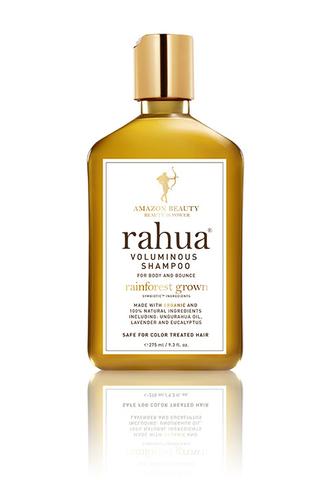 AMAZON BEAUTY
BEAUTY IS POWER
rahua®
VOLUMINOUS
SHAMPOO
FOR BODY AND BOUNCE
rainforest grown
SYMBIOTIC™ INGREDIENTS
MADE WITH ORGANIC AND
100% NATURAL INGREDIENTS
INCLUDING: UNGURAHUA OIL,
LAVENDER AND EUCALYPTUS
SAFE FOR COLOR TREATED HAIR
℮ 275 ml / 9.3 fl. oz.